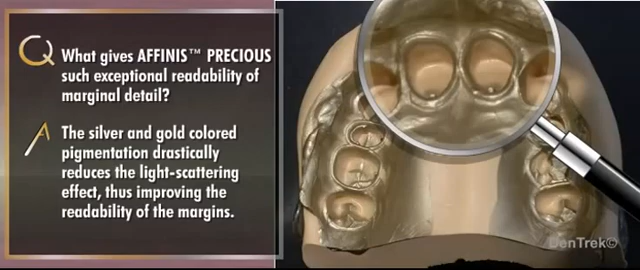 Q What gives AFFINIS™ PRECIOUS
such exceptional readability of
marginal detail?
A The silver and gold colored
pigmentation drastically
reduces the light-scattering
effect, thus improving the
readability of the margins.
DenTrek©